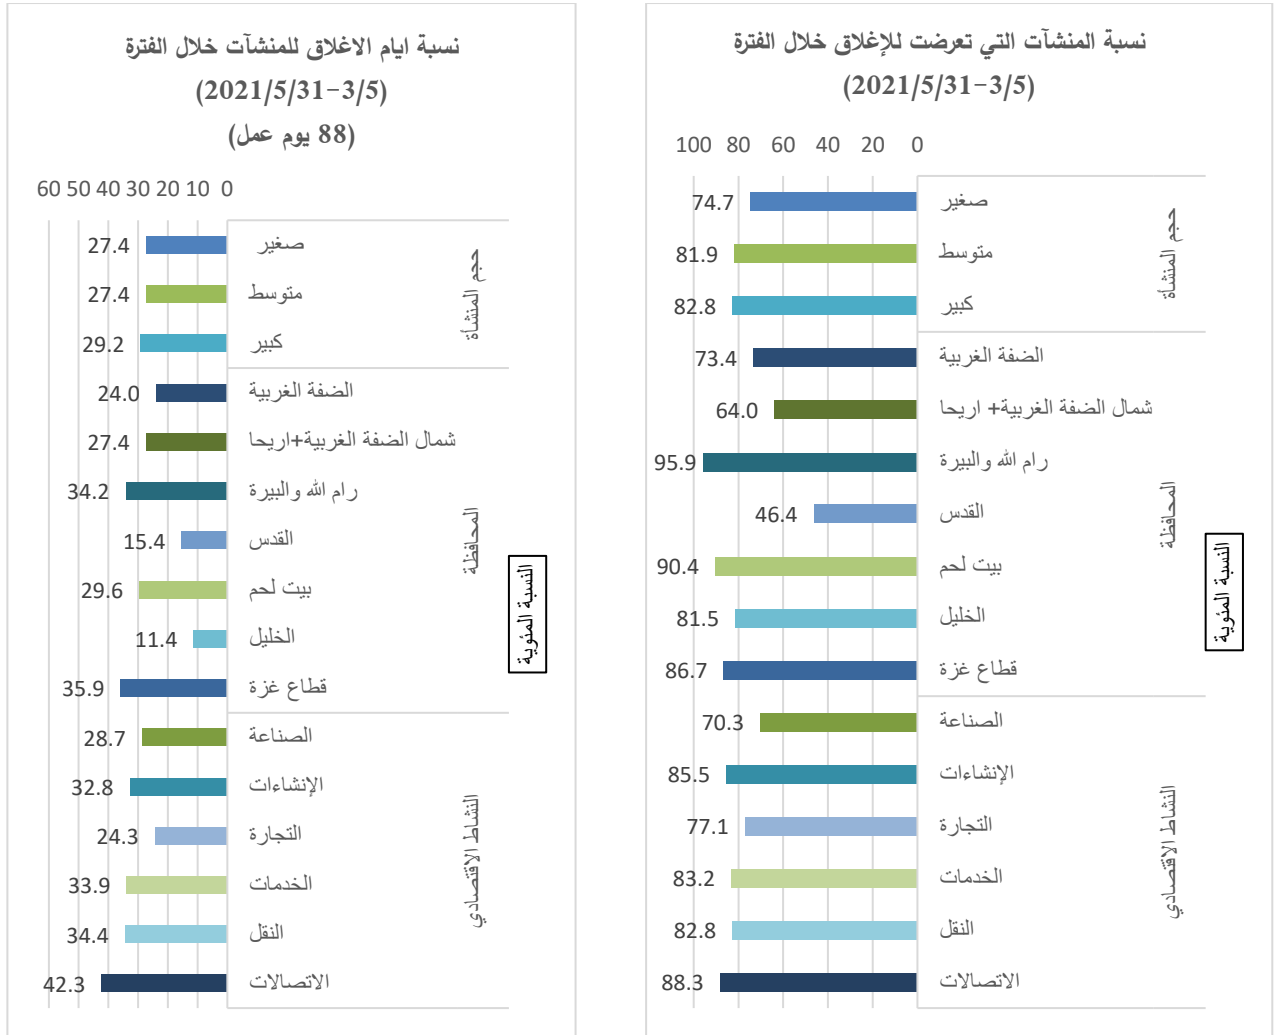 نسبة المنشآت التي تعرضت للإغلاق خلال الفترة
(2021/5/31-3/5)
100 80 60 40 20 0
حجم المنشأة
صغير 74.7
متوسط 81.9
كبير 82.8
المحافظة
الضفة الغربية 73.4
شمال الضفة الغربية+ اريحا 64.0
رام الله والبيرة 95.9
القدس 46.4
بيت لحم 90.4
الخليل 81.5
قطاع غزة 86.7
النشاط الاقتصادي
الصناعة 70.3
الإنشاءات 85.5
التجارة 77.1
الخدمات 83.2
النقل 82.8
الاتصالات 88.3
النسبة المئوية
نسبة ايام الاغلاق للمنشآت خلال الفترة
(2021/5/31-3/5)
(88 يوم عمل)
60 50 40 30 20 10 0
حجم المنشأة
صغير 27.4
متوسط 27.4
كبير 29.2
المحافظة
الضفة الغربية 24.0
شمال الضفة الغربية+اريحا 27.4
رام الله والبيرة 34.2
القدس 15.4
بيت لحم 29.6
الخليل 11.4
قطاع غزة 35.9
النشاط الاقتصادي
الصناعة 28.7
الإنشاءات 32.8
التجارة 24.3
الخدمات 33.9
النقل 34.4
الاتصالات 42.3
النسبة المئوية